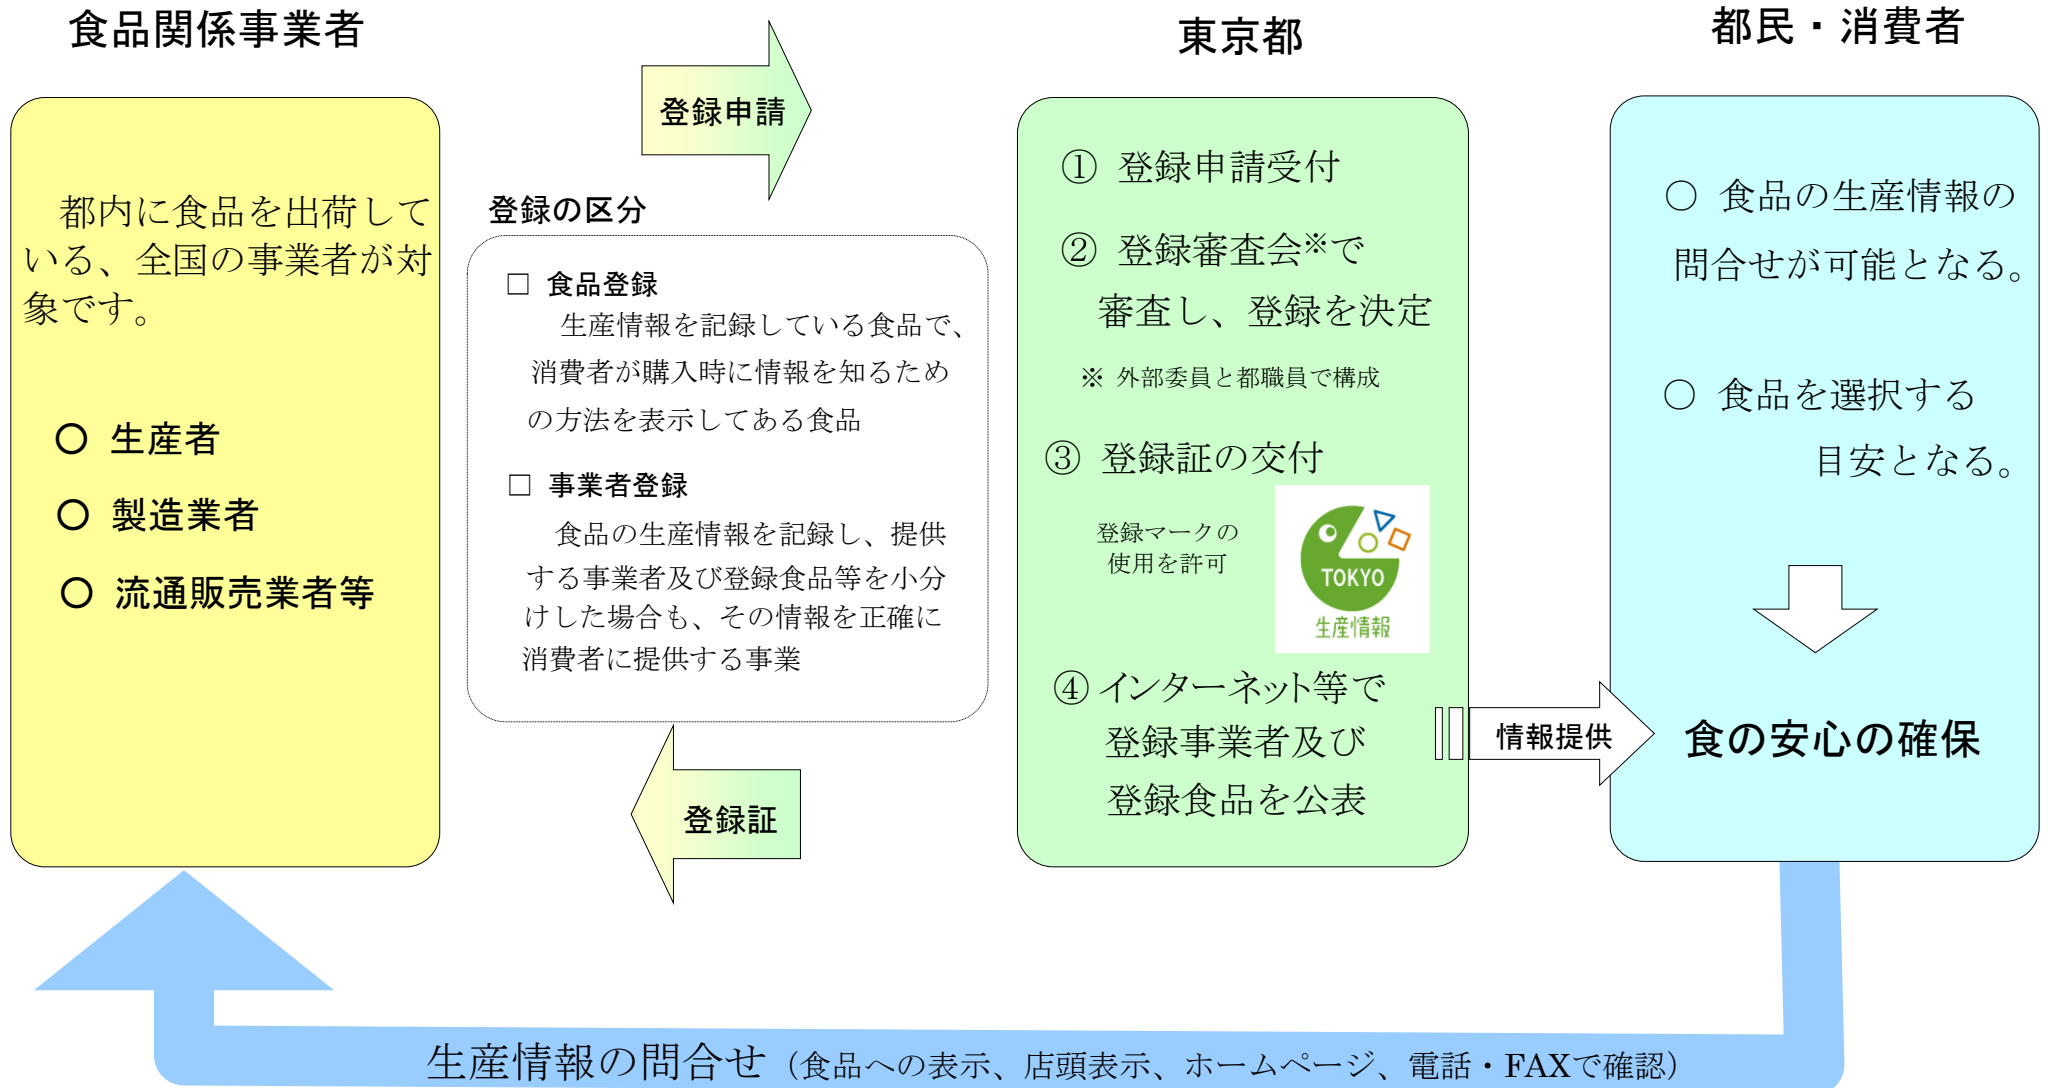 食品関係事業者
都内に食品を出荷して
いる、全国の事業者が対
象です。
○ 生産者
○ 製造業者
○ 流通販売業者等
登録申請
登録の区分
□ 食品登録
生産情報を記録している食品で、
消費者が購入時に情報を知るため
の方法を表示してある食品
□ 事業者登録
食品の生産情報を記録し、提供
する事業者及び登録食品等を小分
けした場合も、その情報を正確に
消費者に提供する事業
登録証
東京都
① 登録申請受付
② 登録審査会※で
審査し、登録を決定
※ 外部委員と都職員で構成
③ 登録証の交付
登録マークの
使用を許可
TOKYO
生産情報
④インターネット等で
登録事業者及び
登録食品を公表
情報提供
都民・消費者
○ 食品の生産情報の
問合せが可能となる。
○ 食品を選択する
目安となる。
食の安心の確保
生産情報の問合せ（食品への表示、店頭表示、ホームページ、電話・FAXで確認）